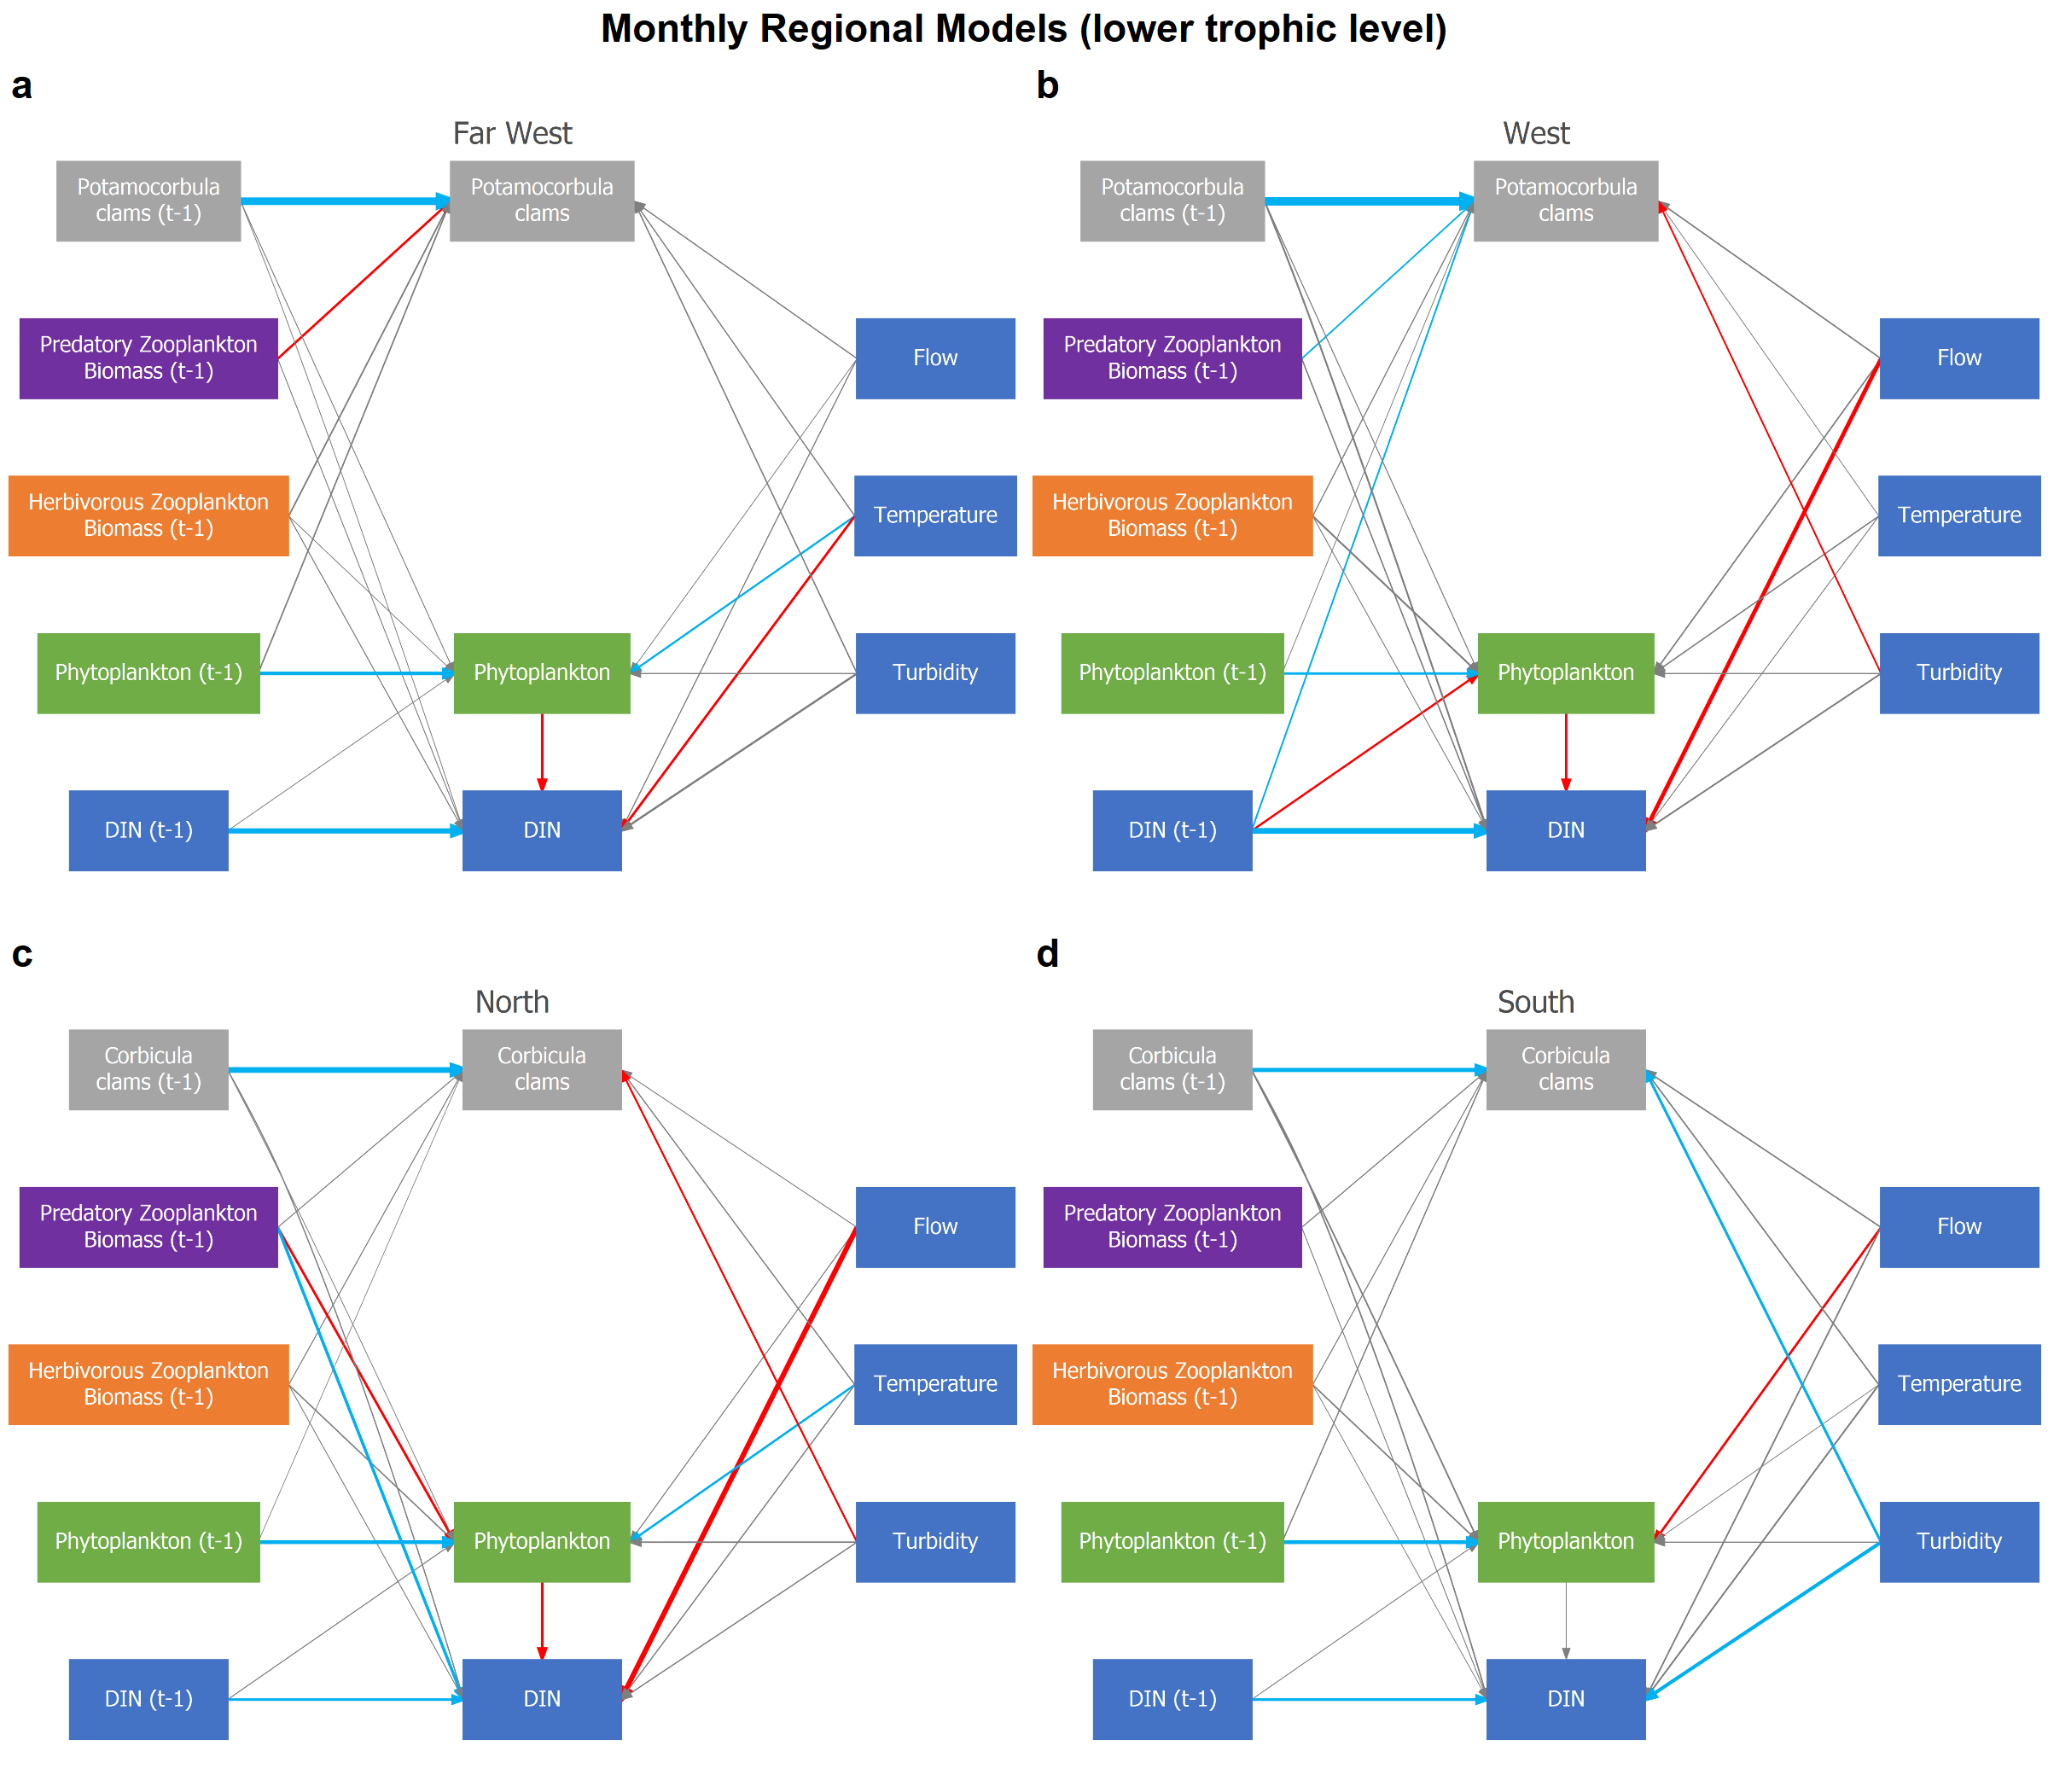 Monthly Regional Models (lower trophic level)
a
Far West
Potamocorbula
clams (t-1)
Potamocorbula
clams
Predatory Zooplankton
Biomass (t-1)
Flow
Herbivorous Zooplankton
Biomass (t-1)
Temperature
Phytoplankton (t-1)
Phytoplankton
Turbidity
DIN (t-1)
DIN
b
West
Potamocorbula
clams (t-1)
Potamocorbula
clams
Predatory Zooplankton
Biomass (t-1)
Flow
Herbivorous Zooplankton
Biomass (t-1)
Temperature
Phytoplankton (t-1)
Phytoplankton
Turbidity
DIN (t-1)
DIN
c
North
Corbicula
clams (t-1)
Corbicula
clams
Predatory Zooplankton
Biomass (t-1)
Flow
Herbivorous Zooplankton
Biomass (t-1)
Temperature
Phytoplankton (t-1)
Phytoplankton
Turbidity
DIN (t-1)
DIN
d
South
Corbicula
clams (t-1)
Corbicula
clams
Predatory Zooplankton
Biomass (t-1)
Flow
Herbivorous Zooplankton
Biomass (t-1)
Temperature
Phytoplankton (t-1)
Phytoplankton
Turbidity
DIN (t-1)
DIN